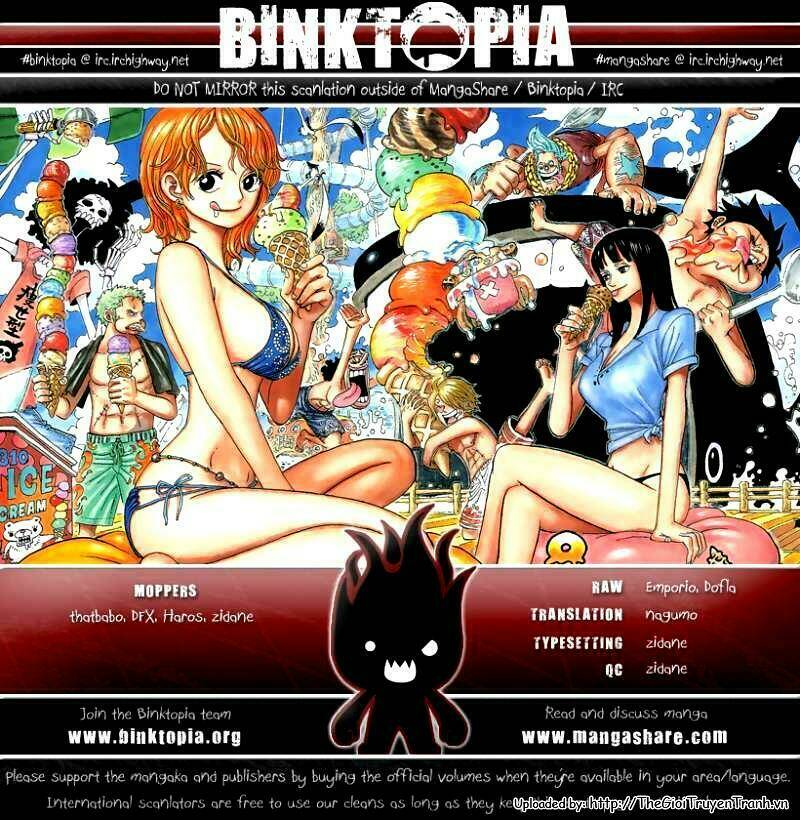 BINKTOPIA
#binktopia @ irc.irchighway.net
#mangashare @ irc.irchighway.net
DO NOT MIRROR this scanlation outside of MangaShare / Binktopia / IRC
310
ICE
CREAM
MOPPERS
thatbabo, DFX, Haros, zidane
RAW Emporio, Dofla
TRANSLATION nagumo
TYPESETTING zidane
QC zidane
Join the Binktopia team
www.binktopia.org
Read and discuss manga
www.mangashare.com
Please support the mangaka and publishers by buying the official volumes when they're available in your area/language.
International scanlators are free to use our cleans as long as they
Uploaded by: http://TheGioiTruyenTranh.vn